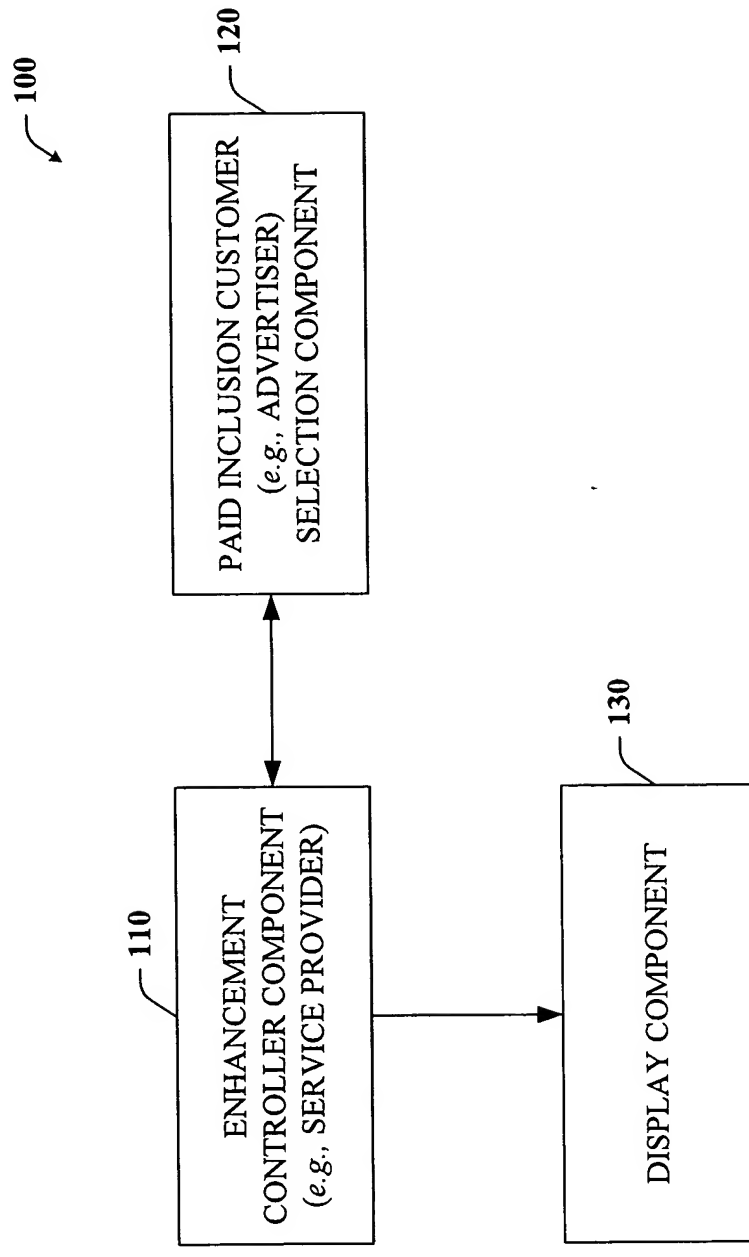 100
110
ENHANCEMENT
CONTROLLER COMPONENT
(e.g., SERVICE PROVIDER)
120
PAID INCLUSION CUSTOMER
(e.g., ADVERTISER)
SELECTION COMPONENT
130
DISPLAY COMPONENT